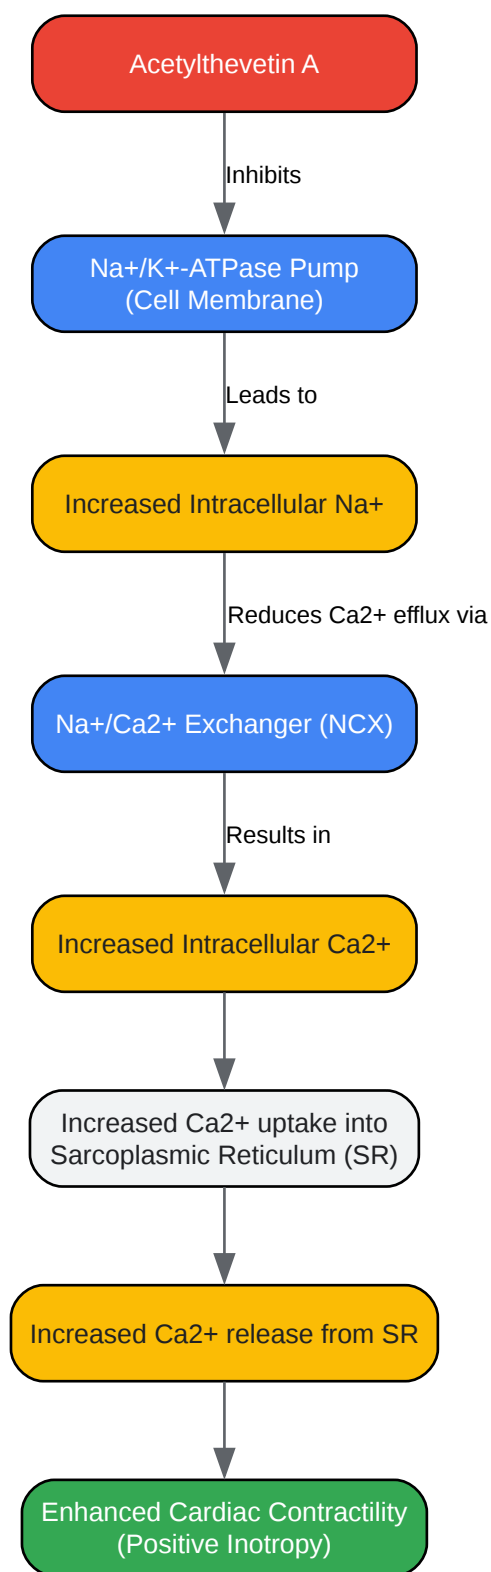 Acetylthevetin A
Inhibits
Na+/K+-ATPase Pump
(Cell Membrane)
Leads to
Increased Intracellular Na+
Reduces Ca2+ efflux via
Na+/Ca2+ Exchanger (NCX)
Results in
Increased Intracellular Ca2+
Increased Ca2+ uptake into
Sarcoplasmic Reticulum (SR)
Increased Ca2+ release from SR
Enhanced Cardiac Contractility
(Positive Inotropy)